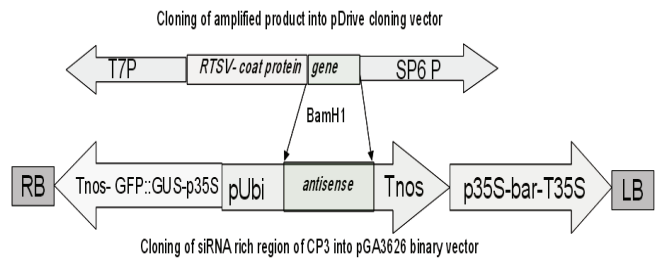 Cloning of amplified product into pDrive cloning vector
T7P RTSV- coat protein gene SP6 P
BamH1
RB Tnos- GFP::GUS-p35S pUbi antisense Tnos p35S-bar-T35S LB
Cloning of siRNA rich region of CP3 into pGA3626 binary vector